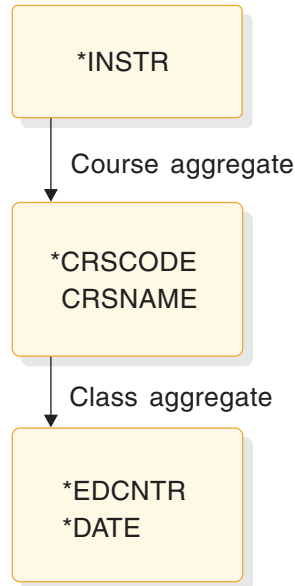 *INSTR
Course aggregate
*CRSCODE
CRSNAME
Class aggregate
*EDCNTR
*DATE